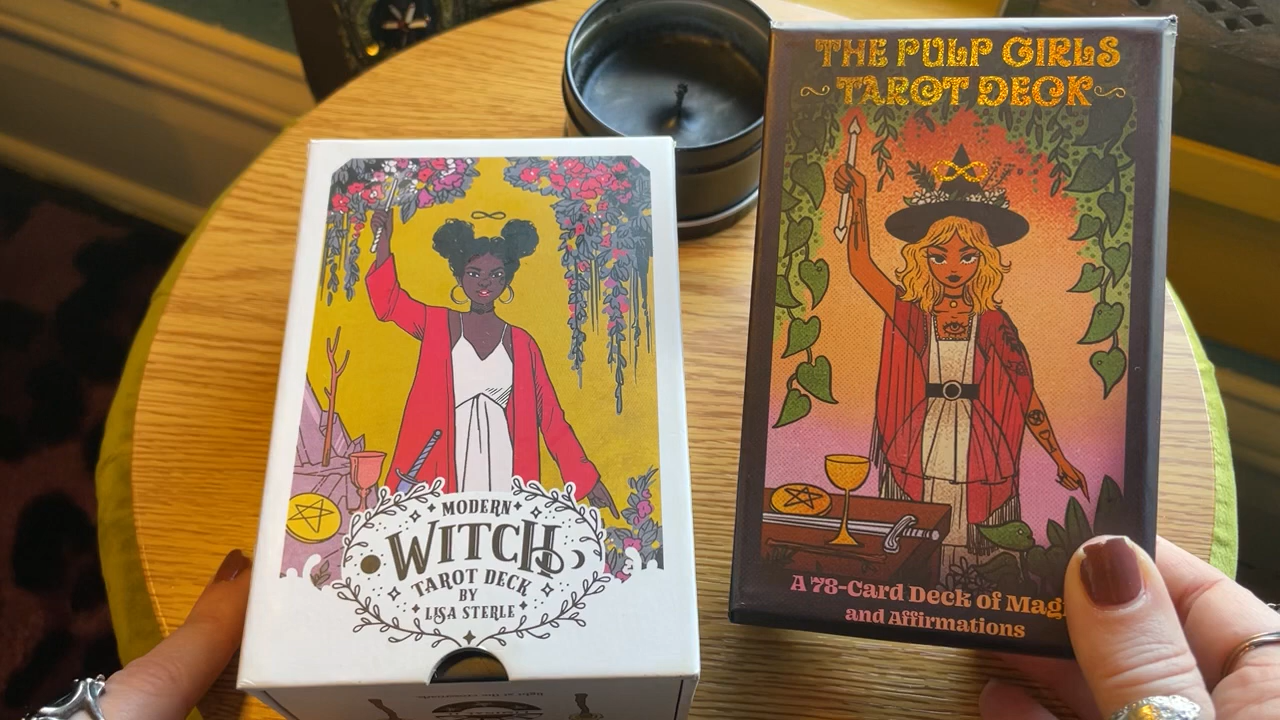 MODERN
WITCH
TAROT DECK
BY
LISA STERLE
THE PULP GIRLS
TAROT DECK
A 78-Card Deck of Mag
and Affirmations